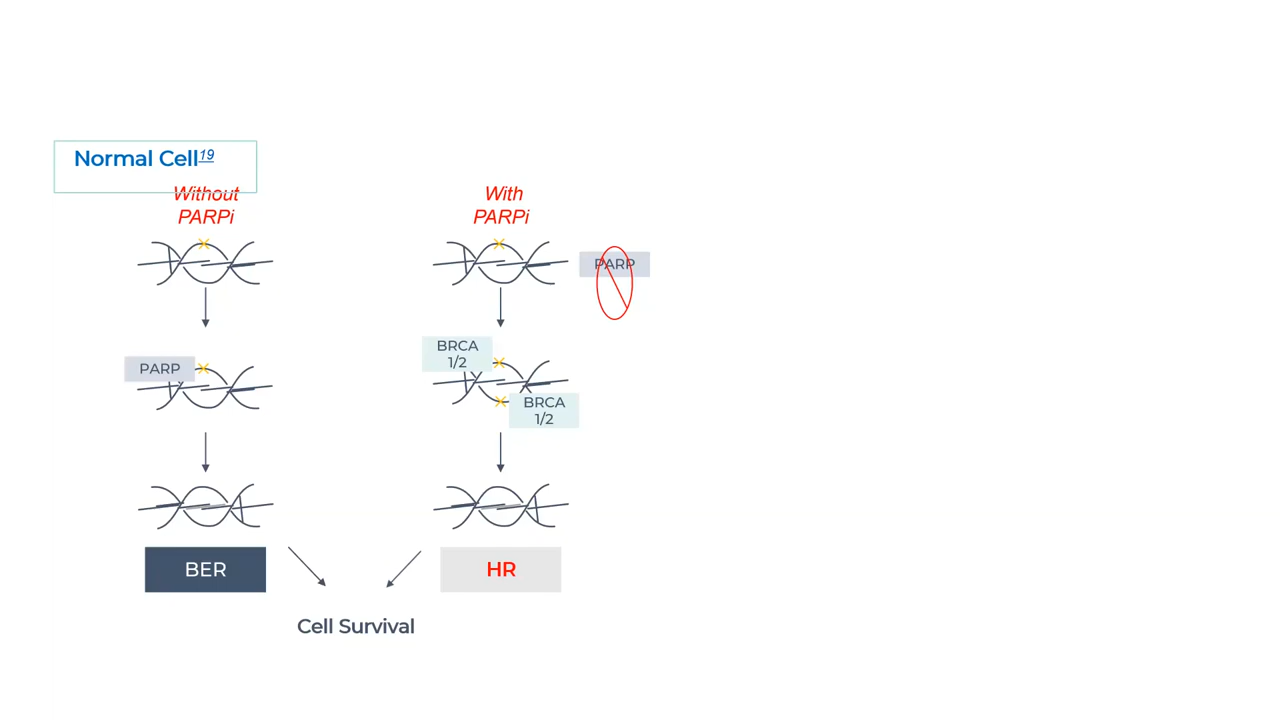 Normal Cell19
Without
PARPi
With
PARPi
PARP
PARP
BRCA
1/2
BRCA
1/2
BER
HR
Cell Survival